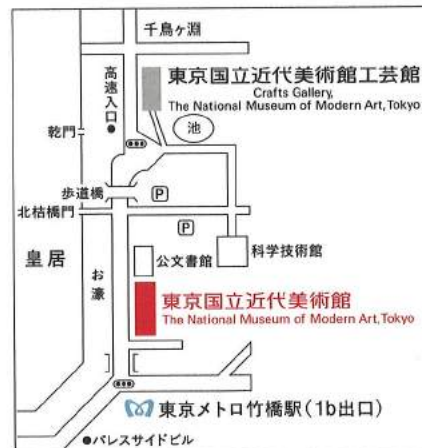 千鳥ヶ淵
高速入口
東京国立近代美術館工芸館
Crafts Gallery,
The National Museum of Modern Art, Tokyo
池
乾門
歩道橋
P
北桔橋門
P
皇居
お濠
公文書館
科学技術館
東京国立近代美術館
The National Museum of Modern Art, Tokyo
東京メトロ竹橋駅(1b出口)
●パレスサイドビル